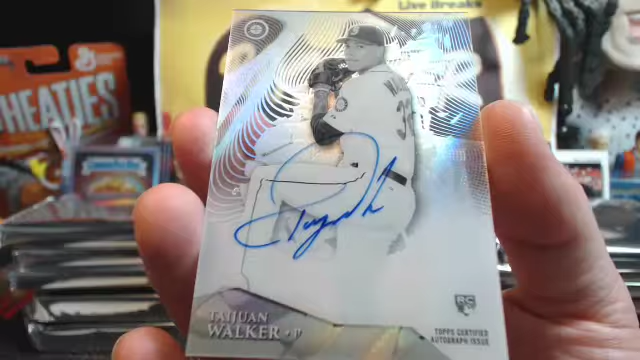 Live Breaks
WHEATIES
TAIJUAN
WALKER • P
RC
TOPPS CERTIFIED
AUTOGRAPH ISSUE